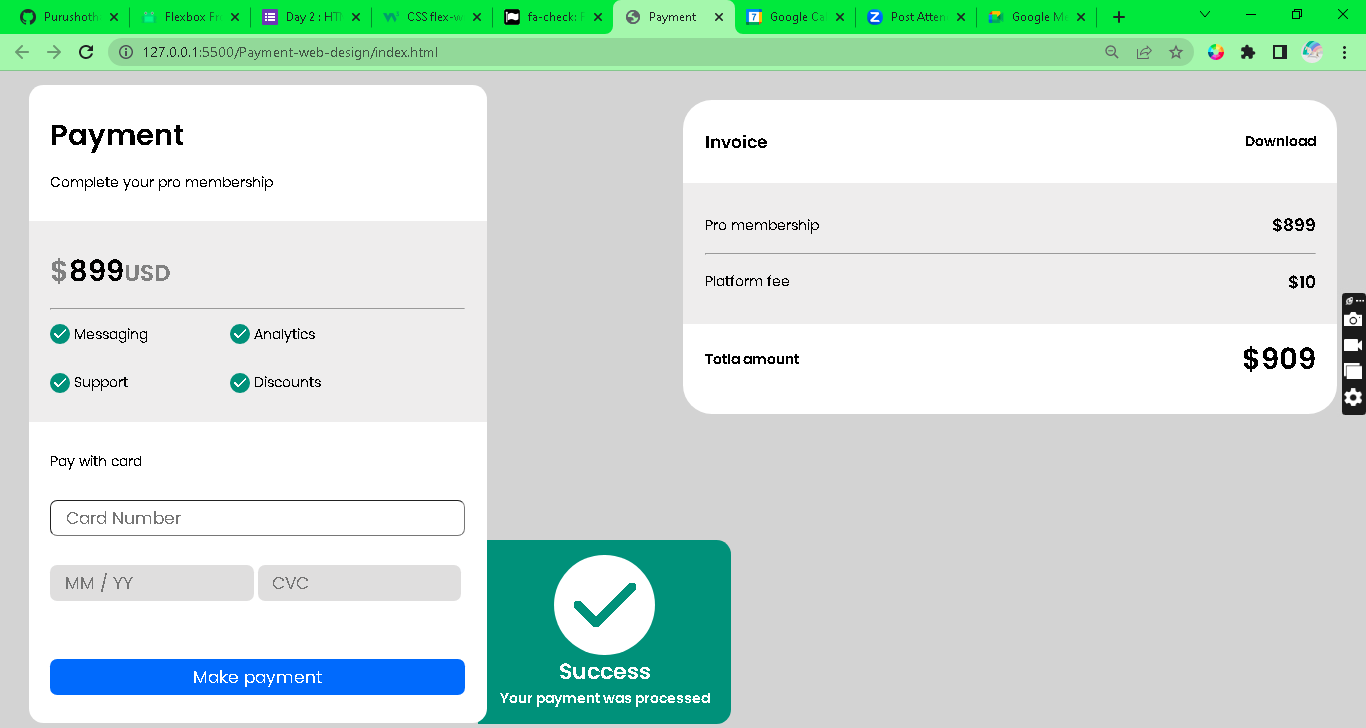 Purushoth
Flexbox Fr
Day 2 : HTI
CSS flex-w
fa-check: F
Payment
Google Cal
Post Atten
Google Me
127.0.0.1:5500/Payment-web-design/index.html
Payment
Complete your pro membership
$899USD
Messaging
Analytics
Support
Discounts
Pay with card
Card Number
MM / YY
CVC
Make payment
Success
Your payment was processed
Invoice
Download
Pro membership
$899
Platform fee
$10
Totla amount
$909